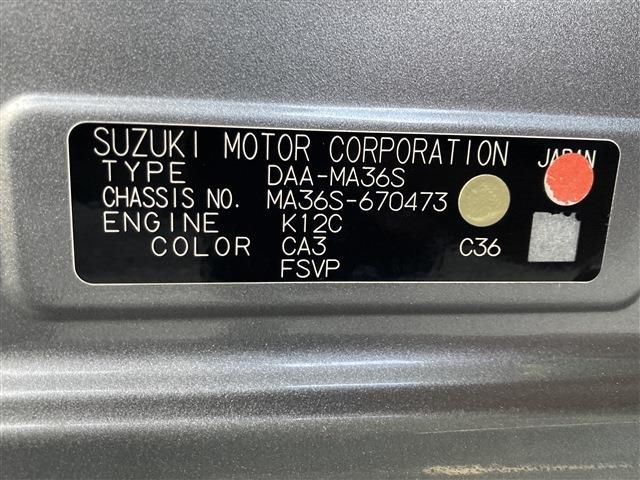 SUZUKI MOTOR CORPORATION JAPAN
TYPE DAA-MA36S
CHASSIS NO. MA36S-670473
ENGINE K12C
COLOR CA3 C36
FSVP